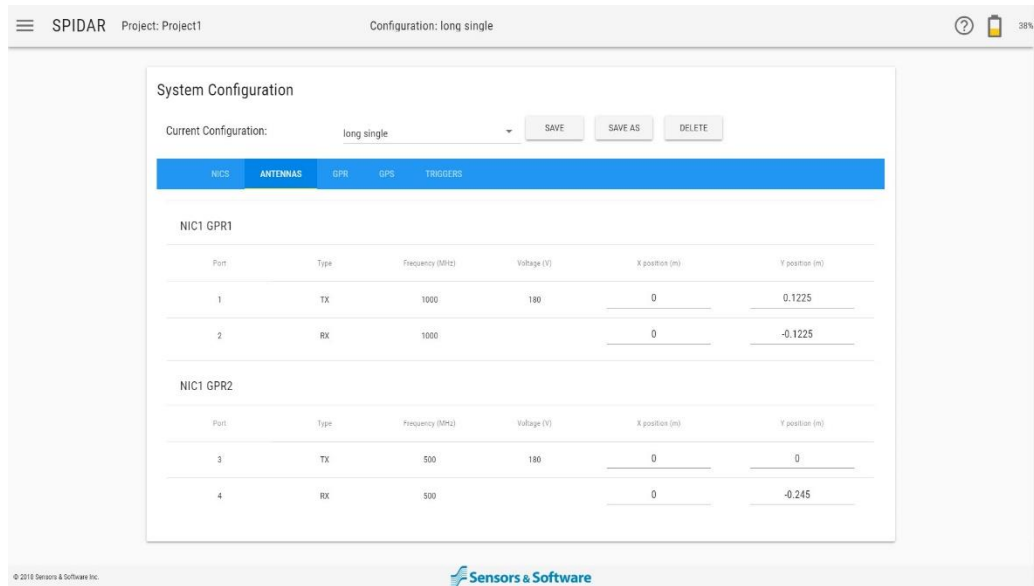 SPIDAR Project: Project1 Configuration: long single 38%
System Configuration
Current Configuration: long single SAVE SAVE AS DELETE
NICS ANTENNAS GPR GPS TRIGGERS
NIC1 GPR1
Port Type Frequency (MHz) Voltage (V) X position (m) Y position (m)
1 TX 1000 180 0 0.1225
2 RX 1000 0 -0.1225
NIC1 GPR2
Port Type Frequency (MHz) Voltage (V) X position (m) Y position (m)
3 TX 500 180 0 0
4 RX 500 0 -0.245
© 2018 Sensors & Software Inc. Sensors & Software